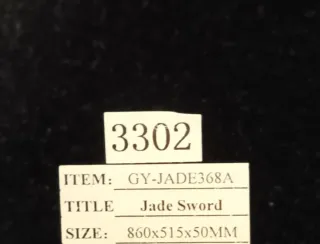 3302
ITEM: GY-JADE368A
TITLE Jade Sword
SIZE: 860x515x50MM